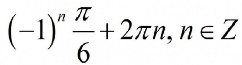 (-1)^n π/6 + 2πn, n ∈ Z